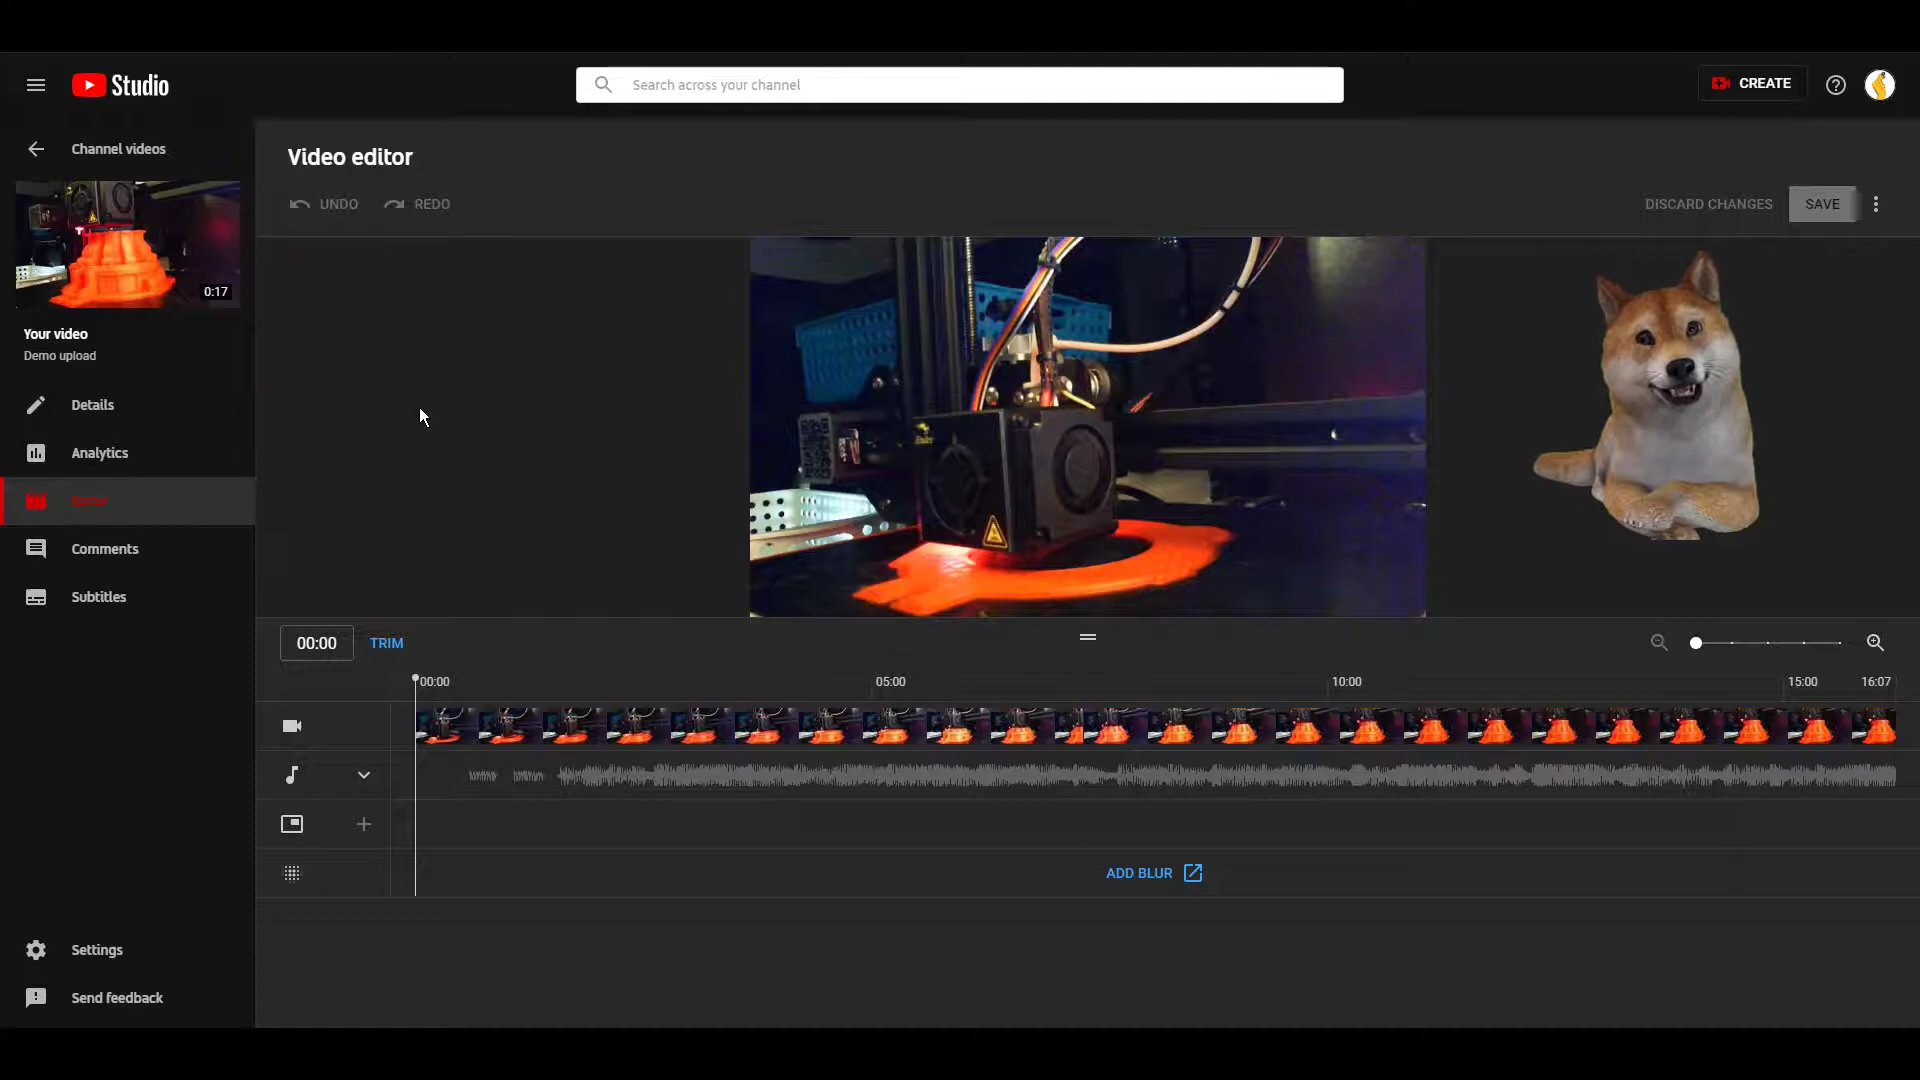 Studio
Search across your channel
CREATE
Channel videos
0:17
Your video
Demo upload
Details
Analytics
Editor
Comments
Subtitles
Settings
Send feedback
Video editor
UNDO REDO
DISCARD CHANGES SAVE
00:00 TRIM
00:00 05:00 10:00 15:00 16:07
ADD BLUR